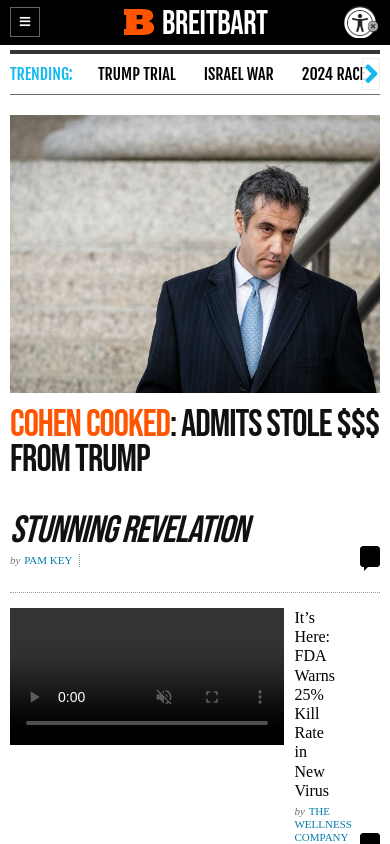 BREITBART
TRENDING:
TRUMP TRIAL
ISRAEL WAR
2024 RACE
COHEN COOKED: ADMITS STOLE $$$
FROM TRUMP
STUNNING REVELATION
by PAM KEY
0:00
It’s
Here:
FDA
Warns
25%
Kill
Rate
in
New
Virus
by THE
WELLNESS
COMPANY